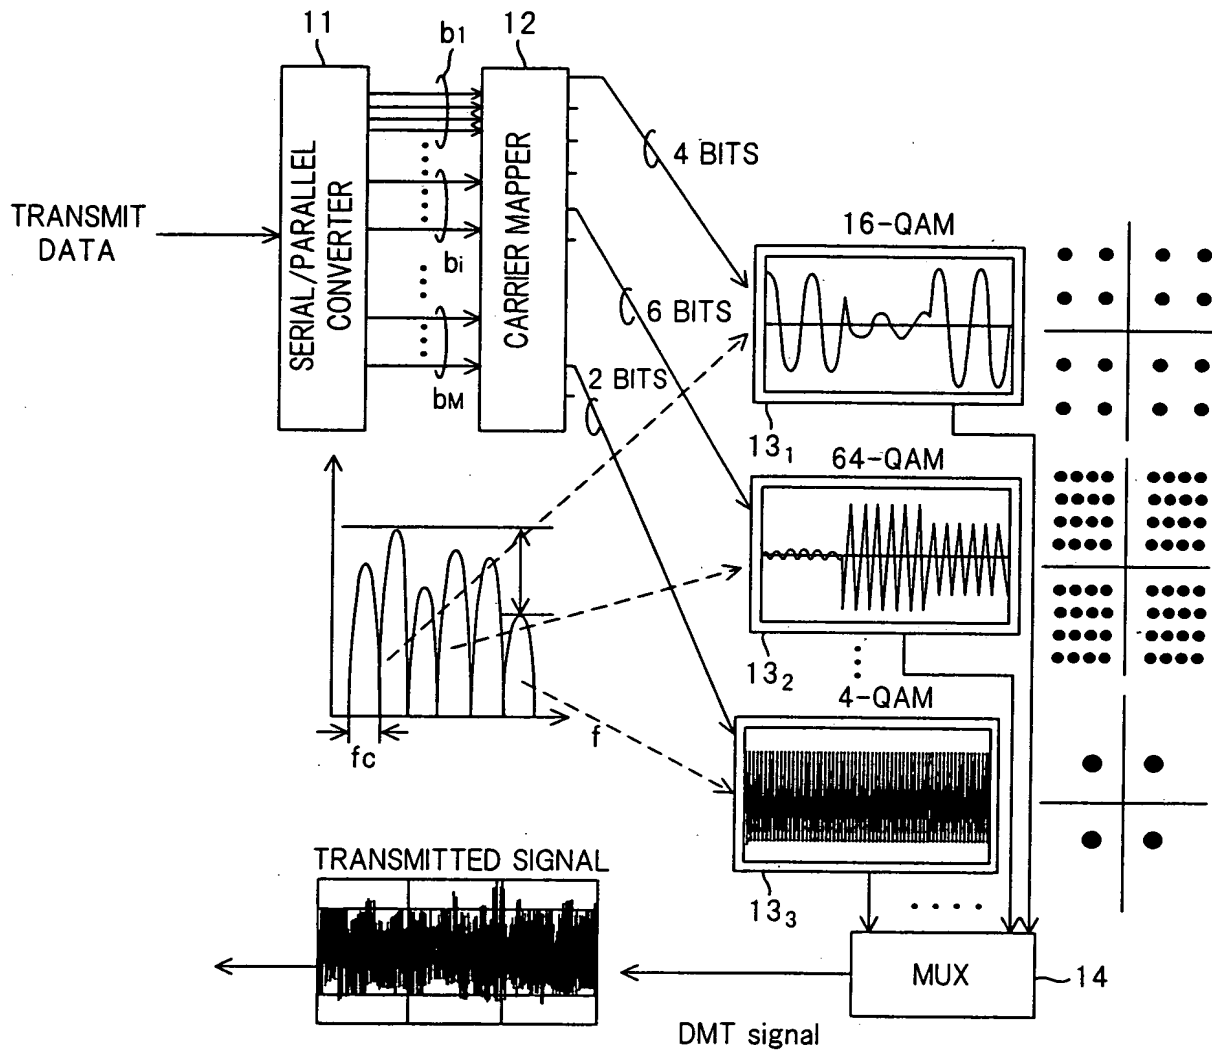 11
b1
12
SERIAL/PARALLEL
CONVERTER
CARRIER MAPPER
4 BITS
TRANSMIT
DATA
bi
6 BITS
bM
2 BITS
16-QAM
13₁
64-QAM
13₂
4-QAM
13₃
fc
f
TRANSMITTED SIGNAL
MUX
14
DMT signal